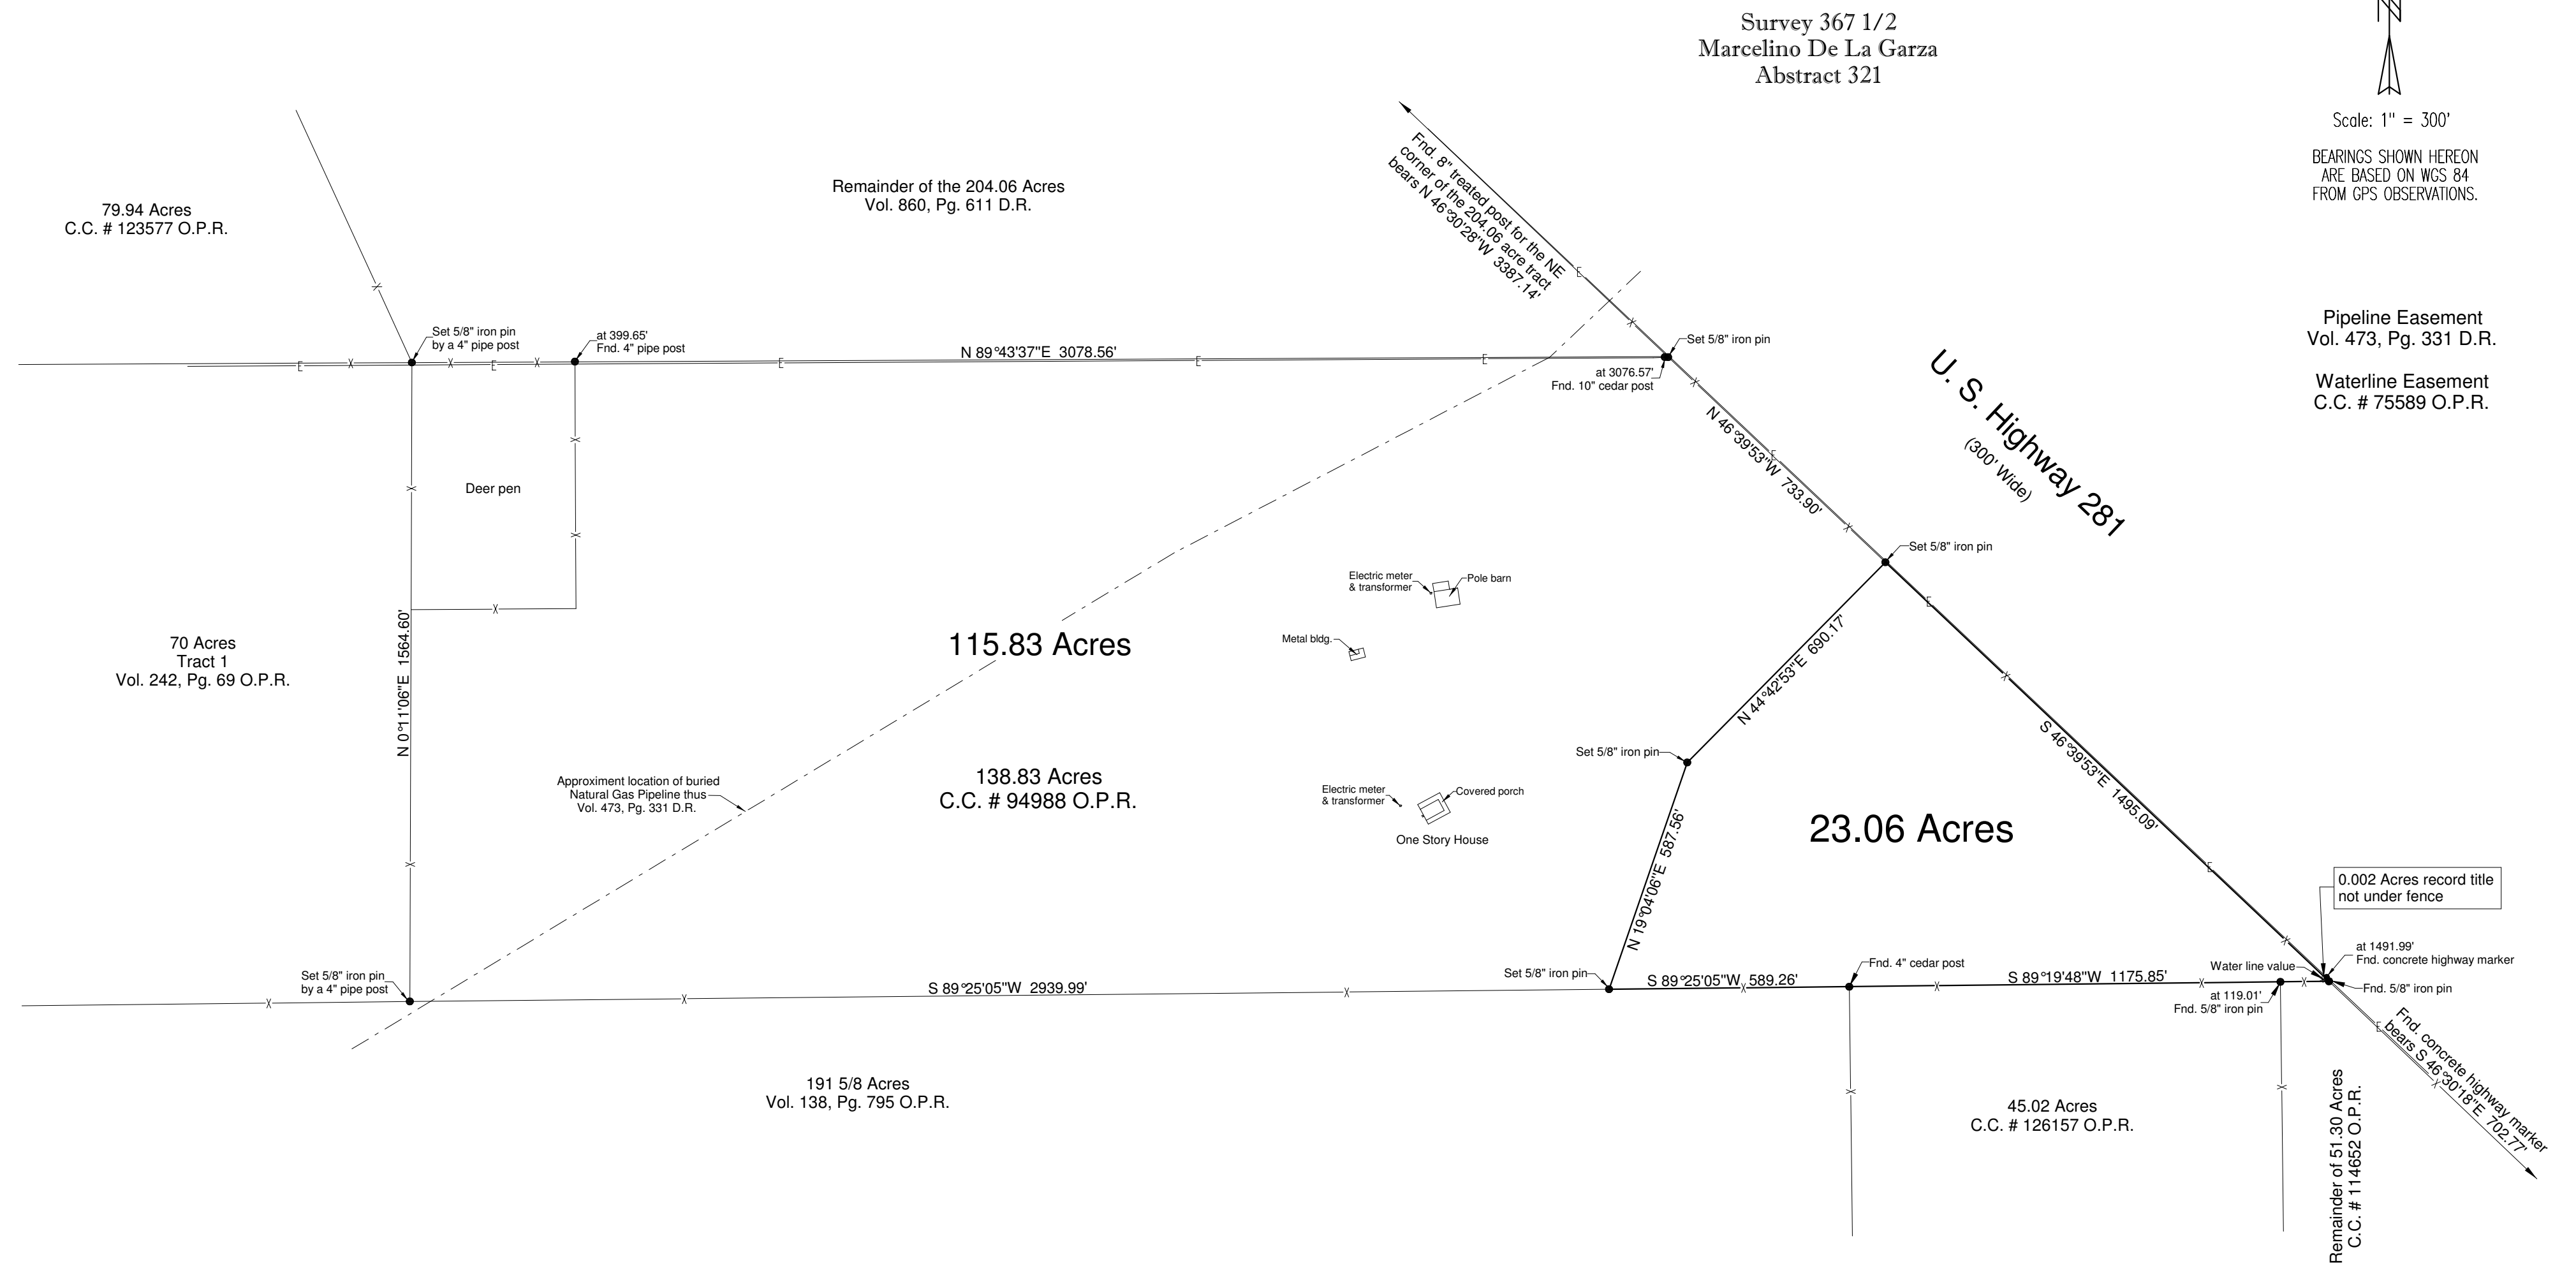 Survey 367 1/2
Marcelino De La Garza
Abstract 321
N
Scale: 1" = 300'
BEARINGS SHOWN HEREON
ARE BASED ON WGS 84
FROM GPS OBSERVATIONS.
Pipeline Easement
Vol. 473, Pg. 331 D.R.
Waterline Easement
C.C. # 75589 O.P.R.
79.94 Acres
C.C. # 123577 O.P.R.
Remainder of the 204.06 Acres
Vol. 860, Pg. 611 D.R.
Fnd. 8" treated post for the NE
corner of the 204.06 acre tract
bears N 46°30'28"W 3387.14'
Set 5/8" iron pin
by a 4" pipe post
at 399.65'
Fnd. 4" pipe post
N 89°43'37"E 3078.56'
Set 5/8" iron pin
at 3076.57'
Fnd. 10" cedar post
N 46°39'53"W 733.90'
U. S. Highway 281
(300' Wide)
Deer pen
Set 5/8" iron pin
Electric meter
& transformer
Pole barn
Metal bldg.
115.83 Acres
70 Acres
Tract 1
Vol. 242, Pg. 69 O.P.R.
N 0°11'06"E 1564.60'
N 44°42'53"E 690.17'
Set 5/8" iron pin
S 46°39'53"E 1495.09'
Approximent location of buried
Natural Gas Pipeline thus
Vol. 473, Pg. 331 D.R.
138.83 Acres
C.C. # 94988 O.P.R.
Electric meter
& transformer
Covered porch
One Story House
N 19°04'06"E 587.56'
23.06 Acres
0.002 Acres record title
not under fence
at 1491.99'
Fnd. concrete highway marker
Water line value
Fnd. 5/8" iron pin
Set 5/8" iron pin
by a 4" pipe post
S 89°25'05"W 2939.99'
Set 5/8" iron pin
S 89°25'05"W 589.26'
Fnd. 4" cedar post
S 89°19'48"W 1175.85'
at 119.01'
Fnd. 5/8" iron pin
Fnd. concrete highway marker
bears S 46°30'18"E 702.77'
191 5/8 Acres
Vol. 138, Pg. 795 O.P.R.
45.02 Acres
C.C. # 126157 O.P.R.
Remainder of 51.30 Acres
C.C. # 114652 O.P.R.